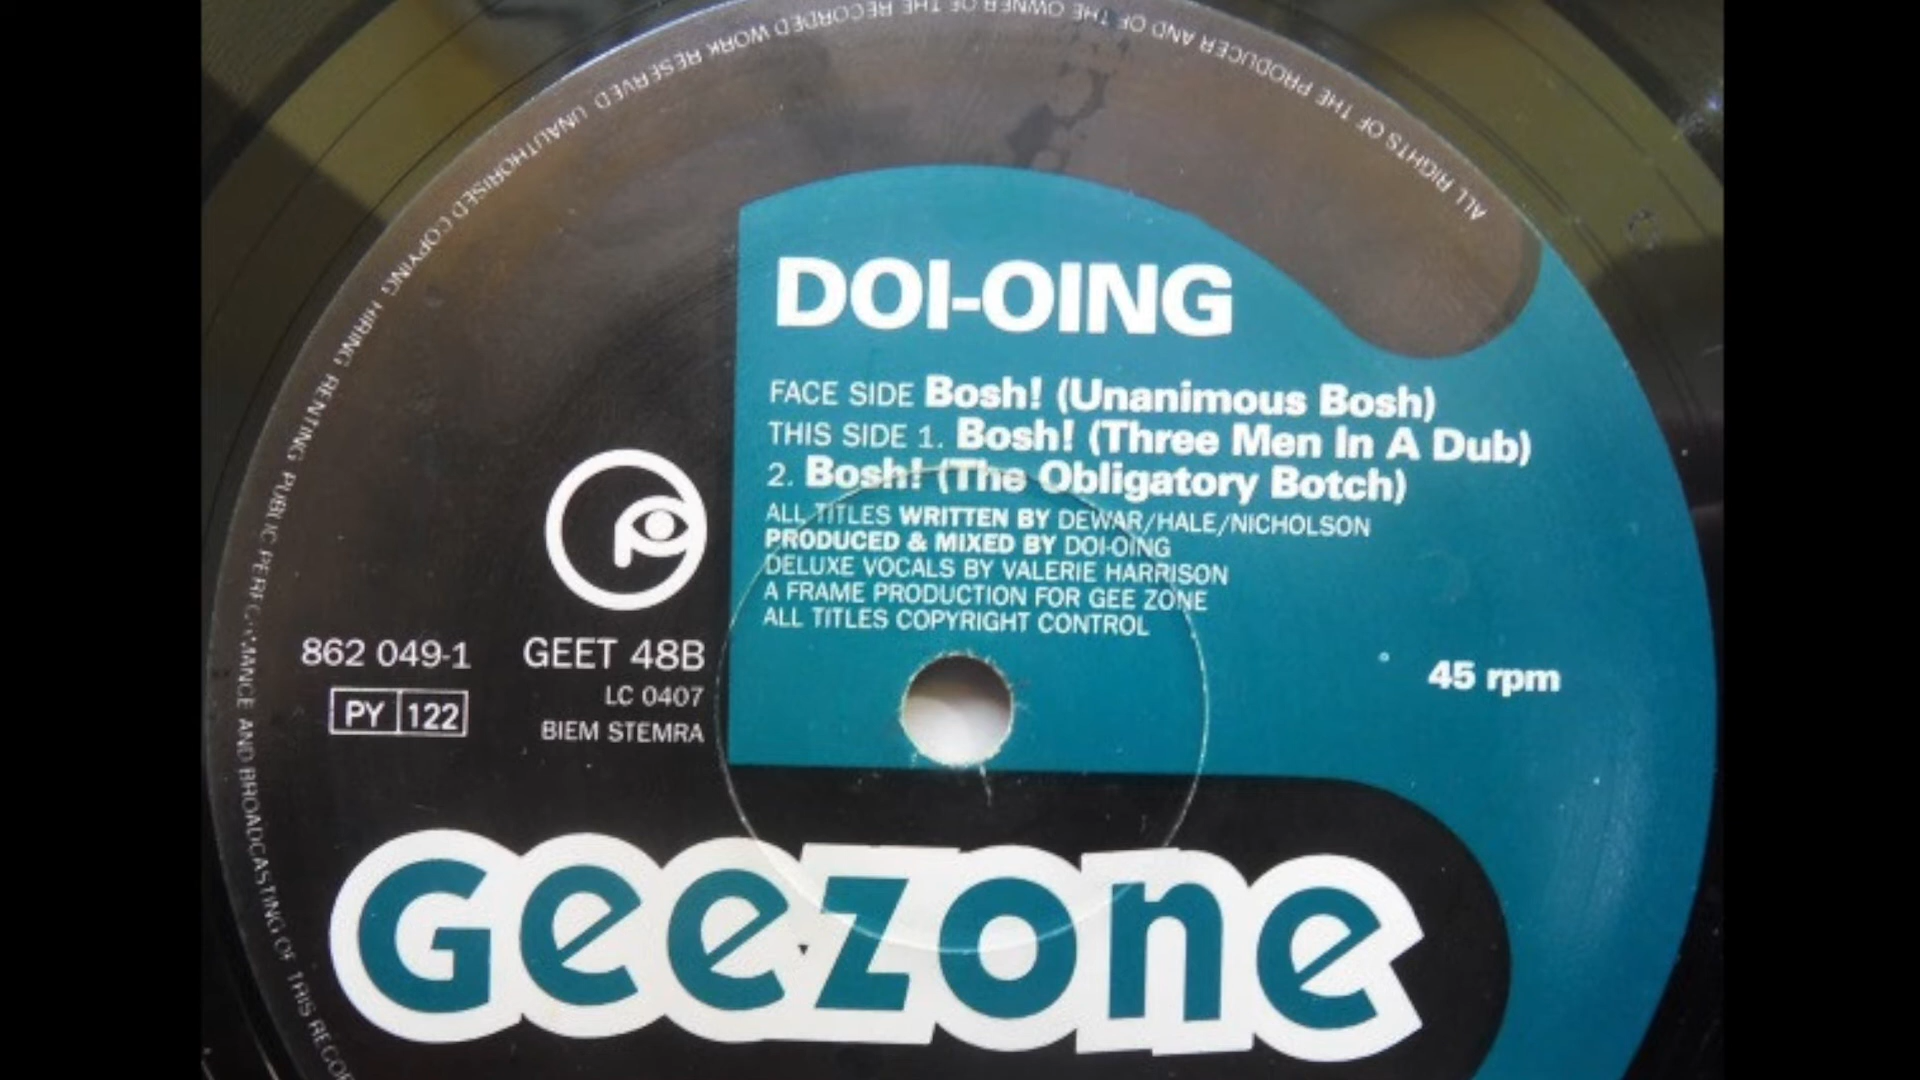 ALL RIGHTS OF THE PRODUCER AND OF THE OWNER OF THE RECORDED WORK RESERVED UNAUTHORISED COPYING HIRING RENTING PUBLIC PERFORMANCE AND BROADCASTING OF THIS RECO
DOI-OING
FACE SIDE Bosh! (Unanimous Bosh)
THIS SIDE 1. Bosh! (Three Men In A Dub)
2. Bosh! (The Obligatory Botch)
ALL TITLES WRITTEN BY DEWAR/HALE/NICHOLSON
PRODUCED & MIXED BY DOI-OING
DELUXE VOCALS BY VALERIE HARRISON
A FRAME PRODUCTION FOR GEE ZONE
ALL TITLES COPYRIGHT CONTROL
862 049-1
PY 122
GEET 48B
LC 0407
BIEM STEMRA
45 rpm
Geezone